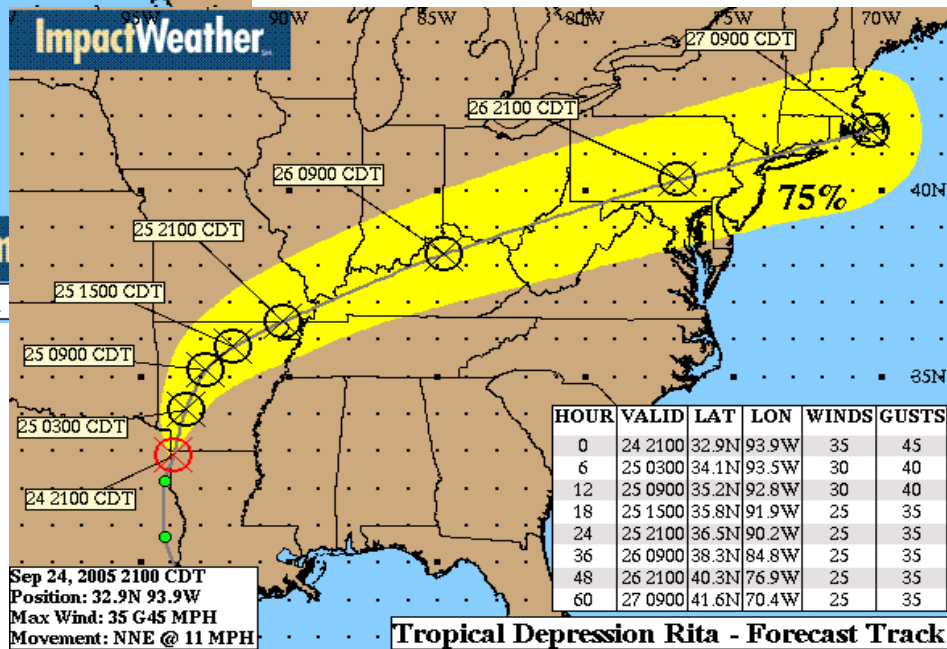 95W 90W 85W 80W 75W 70W
ImpactWeather
27 0900 CDT
26 2100 CDT
26 0900 CDT
40N
75%
25 2100 CDT
25 1500 CDT
25 0900 CDT
35N
25 0300 CDT
24 2100 CDT
HOUR VALID LAT LON WINDS GUSTS
0 24 2100 32.9N 93.9W 35 45
6 25 0300 34.1N 93.5W 30 40
12 25 0900 35.2N 92.8W 30 40
18 25 1500 35.8N 91.9W 25 35
24 25 2100 36.5N 90.2W 25 35
36 26 0900 38.3N 84.8W 25 35
48 26 2100 40.3N 76.9W 25 35
60 27 0900 41.6N 70.4W 25 35
Sep 24, 2005 2100 CDT
Position: 32.9N 93.9W
Max Wind: 35 G45 MPH
Movement: NNE @ 11 MPH
Tropical Depression Rita - Forecast Track